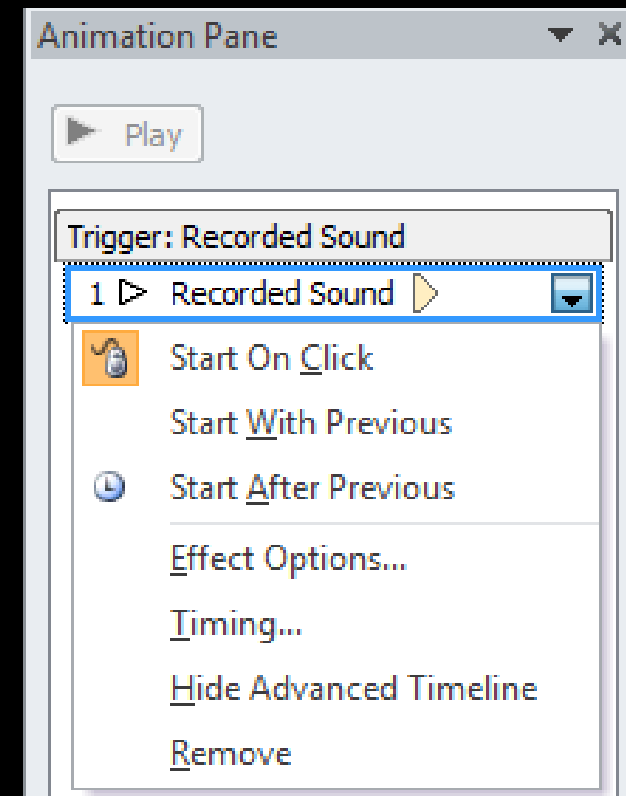 Animation Pane
Play
Trigger: Recorded Sound
1 Recorded Sound
Start On Click
Start With Previous
Start After Previous
Effect Options...
Timing...
Hide Advanced Timeline
Remove